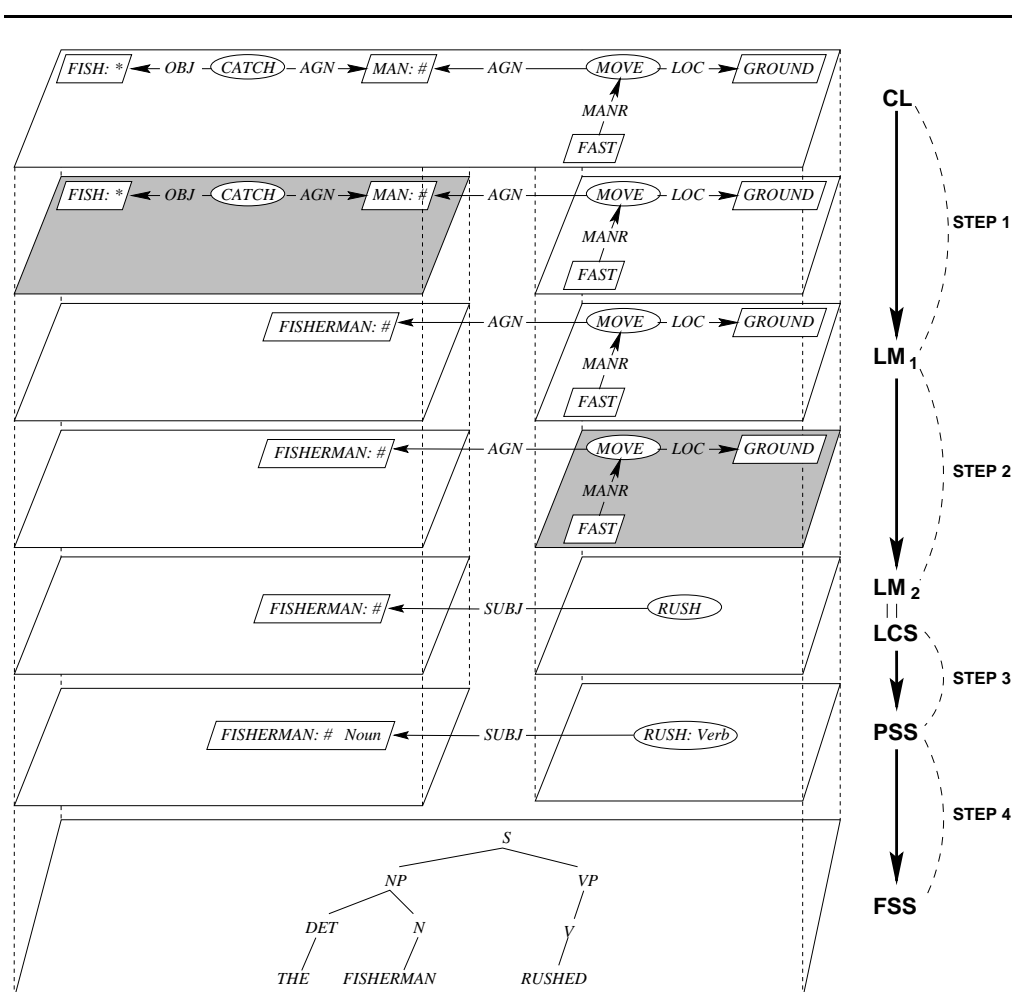 FISH: * OBJ CATCH AGN MAN: # AGN MOVE LOC GROUND
MANR
FAST
CL
FISH: * OBJ CATCH AGN MAN: # AGN MOVE LOC GROUND
STEP 1
MANR
FAST
FISHERMAN: # AGN MOVE LOC GROUND
LM 1
MANR
FAST
FISHERMAN: # AGN MOVE LOC GROUND
STEP 2
MANR
FAST
LM 2
FISHERMAN: # SUBJ RUSH
LCS
STEP 3
FISHERMAN: # Noun SUBJ RUSH: Verb
PSS
STEP 4
S
NP VP
FSS
DET N V
THE FISHERMAN RUSHED